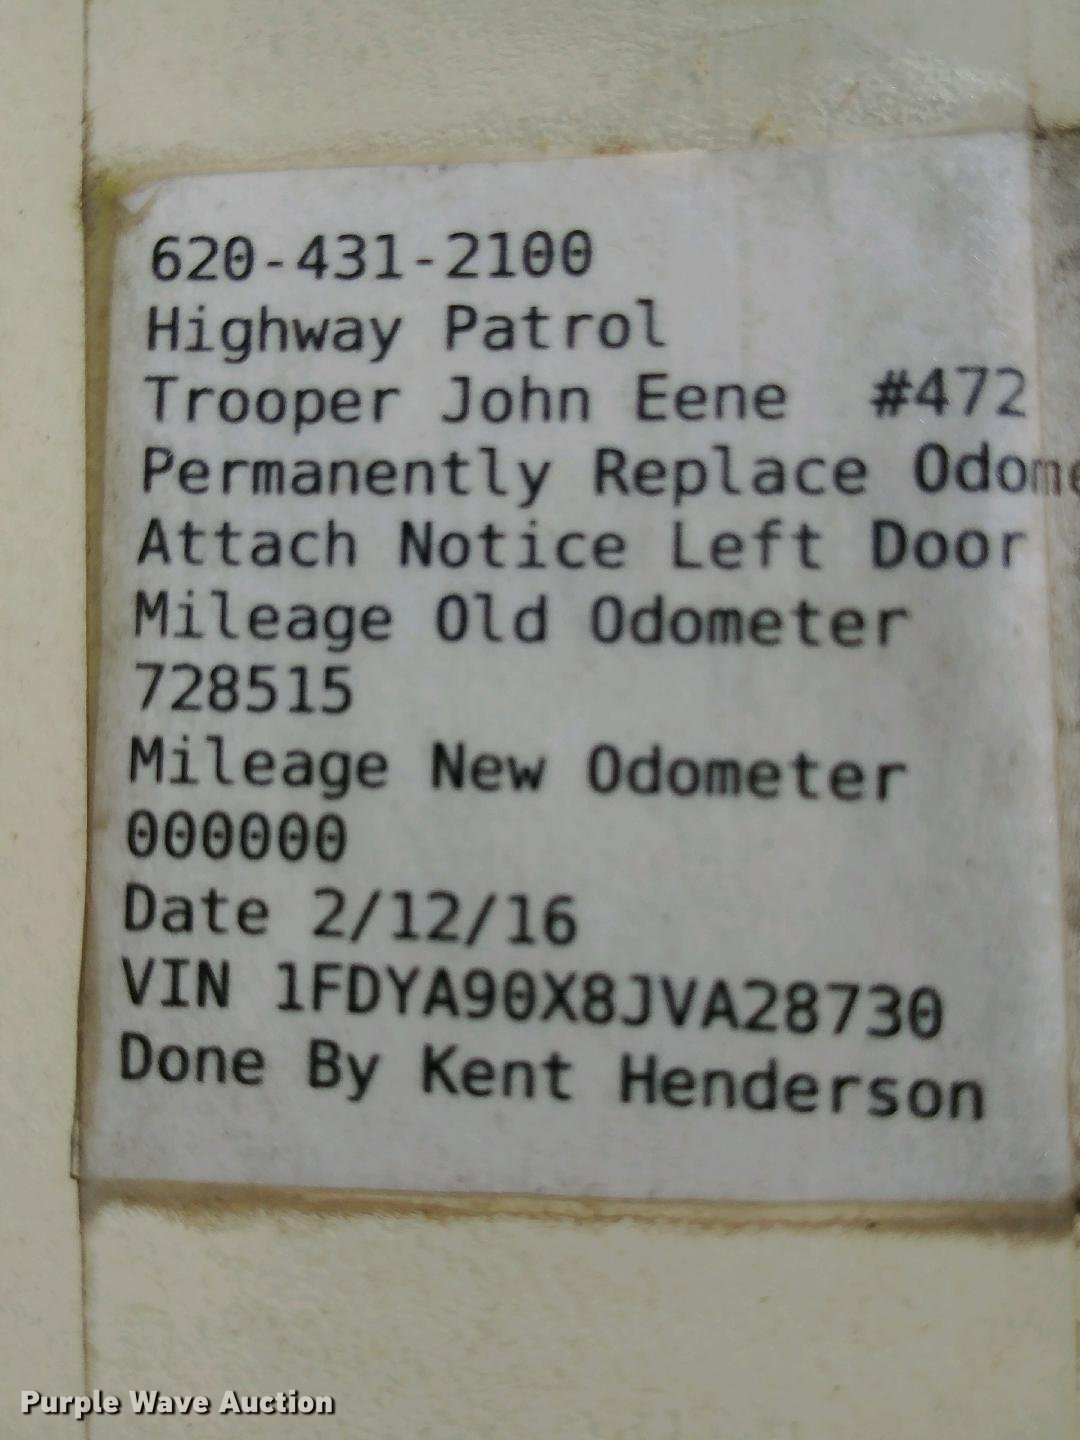 620-431-2100
Highway Patrol
Trooper John Eene #472
Permanently Replace Odome
Attach Notice Left Door
Mileage Old Odometer
728515
Mileage New Odometer
000000
Date 2/12/16
VIN 1FDYA90X8JVA28730
Done By Kent Henderson
Purple Wave Auction